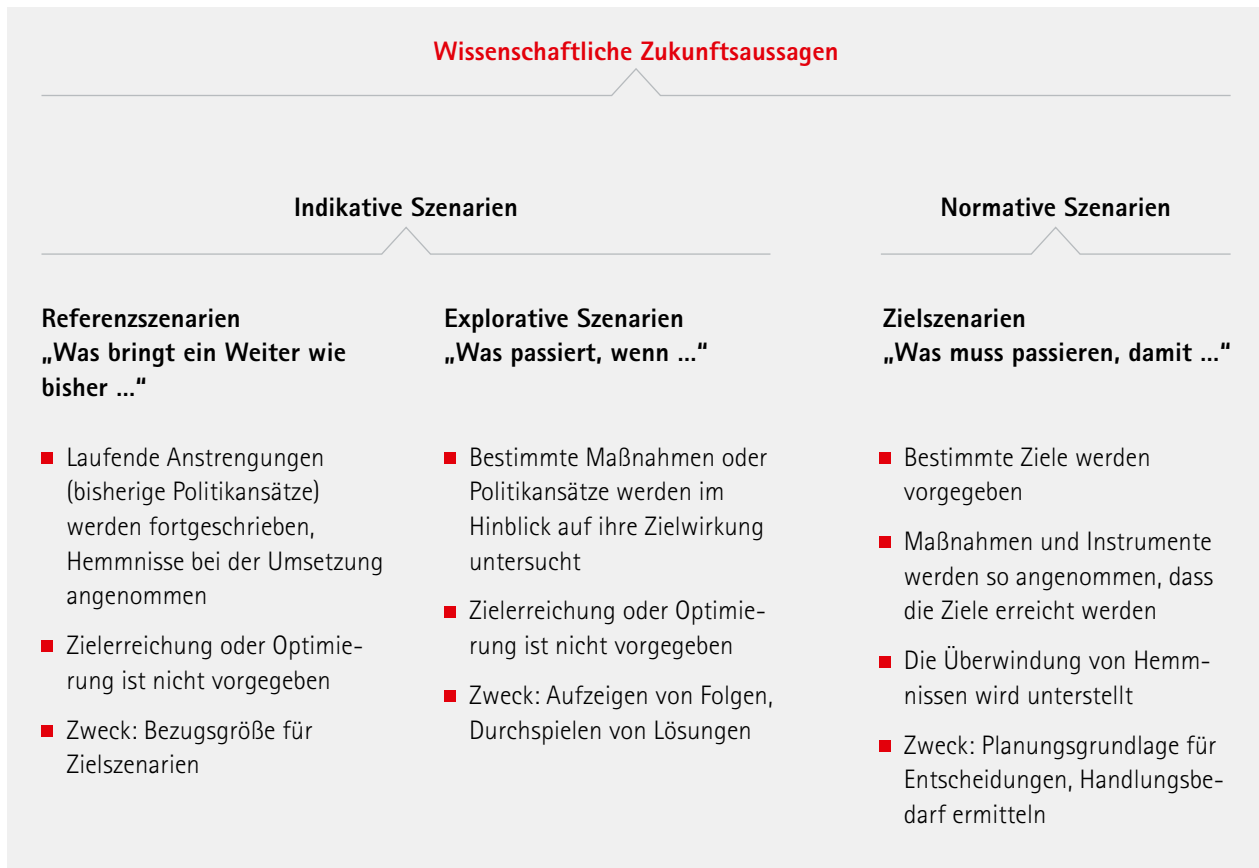 Wissenschaftliche Zukunftsaussagen
Indikative Szenarien
Normative Szenarien
Referenzszenarien
„Was bringt ein Weiter wie
bisher ...“
Laufende Anstrengungen
(bisherige Politikansätze)
werden fortgeschrieben,
Hemmnisse bei der Umsetzung
angenommen
Zielerreichung oder Optimie-
rung ist nicht vorgegeben
Zweck: Bezugsgröße für
Zielszenarien
Explorative Szenarien
„Was passiert, wenn ...“
Bestimmte Maßnahmen oder
Politikansätze werden im
Hinblick auf ihre Zielwirkung
untersucht
Zielerreichung oder Optimie-
rung ist nicht vorgegeben
Zweck: Aufzeigen von Folgen,
Durchspielen von Lösungen
Zielszenarien
„Was muss passieren, damit ...“
Bestimmte Ziele werden
vorgegeben
Maßnahmen und Instrumente
werden so angenommen, dass
die Ziele erreicht werden
Die Überwindung von Hemm-
nissen wird unterstellt
Zweck: Planungsgrundlage für
Entscheidungen, Handlungsbe-
darf ermitteln